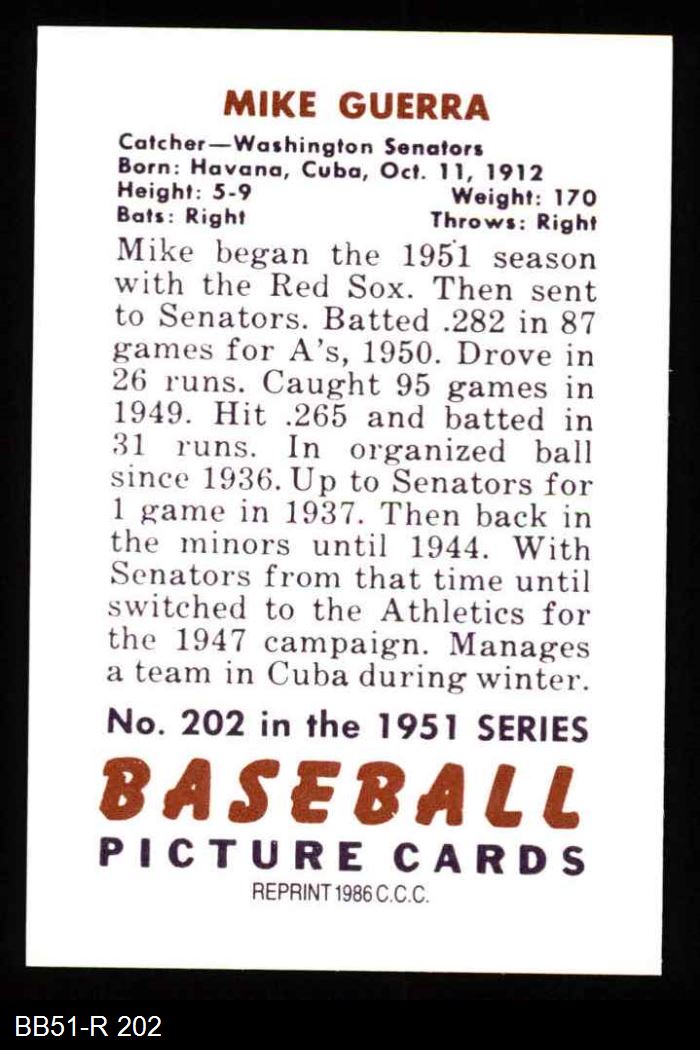 MIKE GUERRA
Catcher—Washington Senators
Born: Havana, Cuba, Oct. 11, 1912
Height: 5-9 Weight: 170
Bats: Right Throws: Right
Mike began the 1951 season
with the Red Sox. Then sent
to Senators. Batted .282 in 87
games for A's, 1950. Drove in
26 runs. Caught 95 games in
1949. Hit .265 and batted in
31 runs. In organized ball
since 1936. Up to Senators for
1 game in 1937. Then back in
the minors until 1944. With
Senators from that time until
switched to the Athletics for
the 1947 campaign. Manages
a team in Cuba during winter.
No. 202 in the 1951 SERIES
BASEBALL
PICTURE CARDS
REPRINT 1986 C.C.C.
BB51-R 202